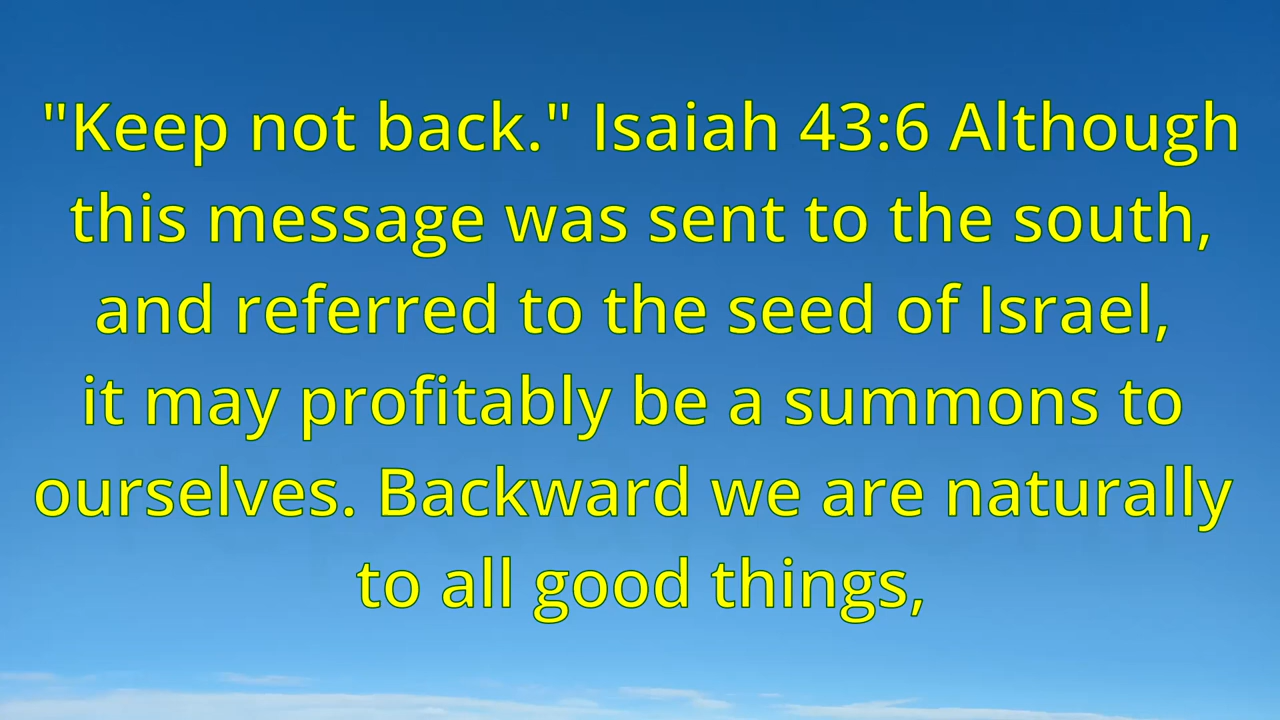 "Keep not back." Isaiah 43:6 Although
this message was sent to the south,
and referred to the seed of Israel,
it may profitably be a summons to
ourselves. Backward we are naturally
to all good things,